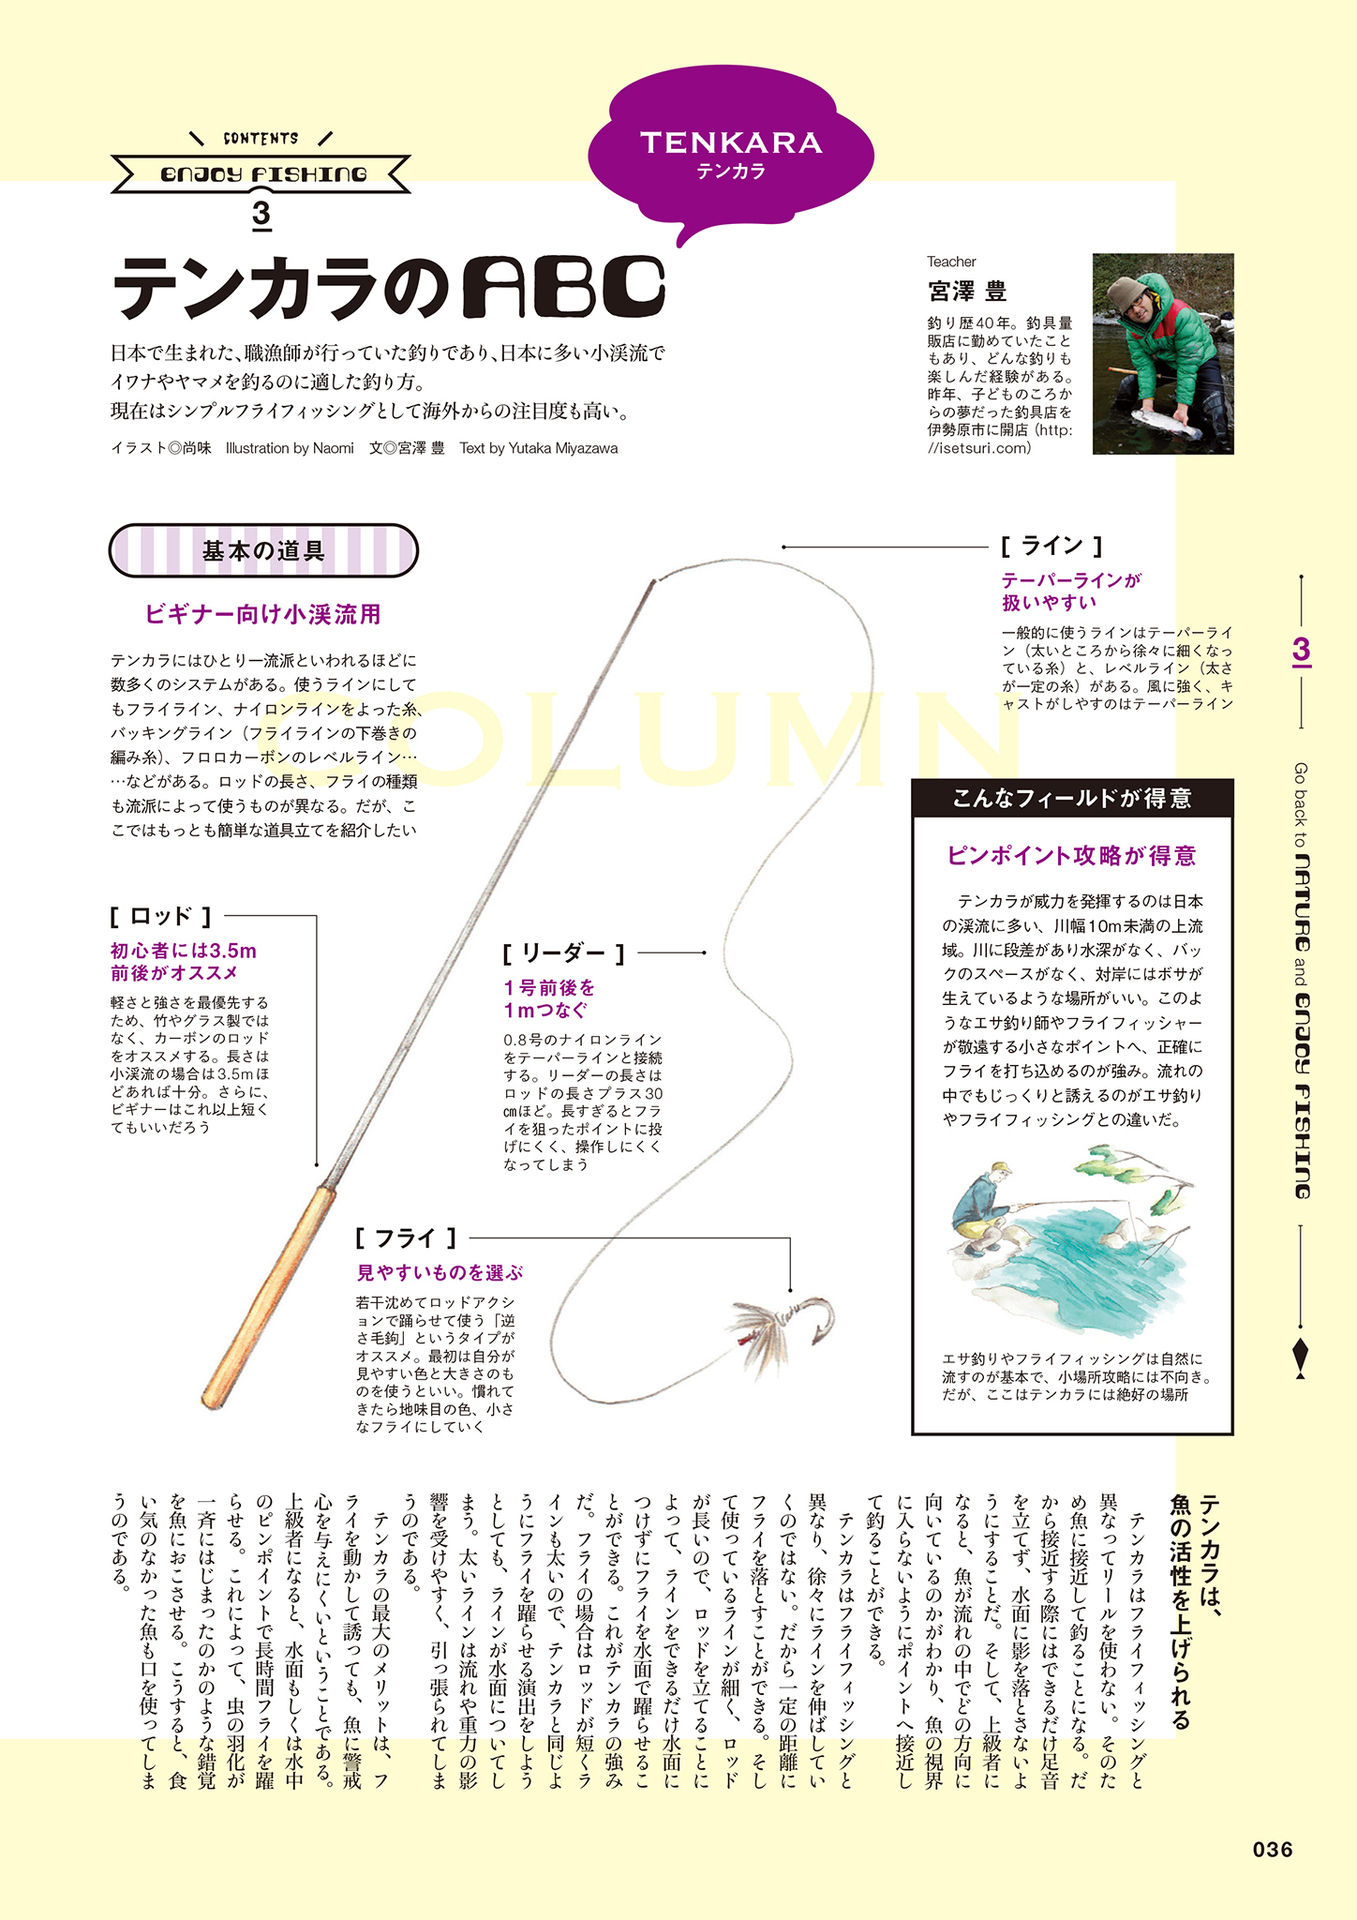 CONTENTS
ENJOY FISHING
3
TENKARA
テンカラ
テンカラのABC
日本で生まれた、職漁師が行っていた釣りであり、日本に多い小渓流で
イワナやヤマメを釣るのに適した釣り方。
現在はシンプルフライフィッシングとして海外からの注目度も高い。
イラスト◎尚味 Illustration by Naomi 文◎宮澤 豊 Text by Yutaka Miyazawa
Teacher
宮澤 豊
釣り歴40年。釣具量
販店に勤めていたこと
もあり、どんな釣りも
楽しんだ経験がある。
昨年、子どものころか
らの夢だった釣具店を
伊勢原市に開店（http:
//isetsuri.com）
COLUMN
基本の道具
ビギナー向け小渓流用
テンカラにはひとり一流派といわれるほどに
数多くのシステムがある。使うラインにして
もフライライン、ナイロンラインをよった糸、
バッキングライン（フライラインの下巻きの
編み糸）、フロロカーボンのレベルライン…
…などがある。ロッドの長さ、フライの種類
も流派によって使うものが異なる。だが、こ
こではもっとも簡単な道具立てを紹介したい
[ ライン ]
テーパーラインが
扱いやすい
一般的に使うラインはテーパーライ
ン（太いところから徐々に細くなっ
ている糸）と、レベルライン（太さ
が一定の糸）がある。風に強く、キ
ャストがしやすのはテーパーライン
[ ロッド ]
初心者には3.5m
前後がオススメ
軽さと強さを最優先する
ため、竹やグラス製では
なく、カーボンのロッド
をオススメする。長さは
小渓流の場合は3.5mほ
どあれば十分。さらに、
ビギナーはこれ以上短く
てもいいだろう
[ リーダー ]
1号前後を
1mつなぐ
0.8号のナイロンライン
をテーパーラインと接続
する。リーダーの長さは
ロッドの長さプラス30
㎝ほど。長すぎるとフラ
イを狙ったポイントに投
げにくく、操作しにくく
なってしまう
[ フライ ]
見やすいものを選ぶ
若干沈めてロッドアクシ
ョンで踊らせて使う「逆
さ毛鉤」というタイプが
オススメ。最初は自分が
見やすい色と大きさのも
のを使うといい。慣れて
きたら地味目の色、小さ
なフライにしていく
こんなフィールドが得意
ピンポイント攻略が得意
テンカラが威力を発揮するのは日本
の渓流に多い、川幅10m未満の上流
域。川に段差があり水深がなく、バッ
クのスペースがなく、対岸にはボサが
生えているような場所がいい。このよ
うなエサ釣り師やフライフィッシャー
が敬遠する小さなポイントへ、正確に
フライを打ち込めるのが強み。流れの
中でもじっくりと誘えるのがエサ釣り
やフライフィッシングとの違いだ。
エサ釣りやフライフィッシングは自然に
流すのが基本で、小場所攻略には不向き。
だが、ここはテンカラには絶好の場所
テンカラは、
魚の活性を上げられる
テンカラはフライフィッシングと
異なってリールを使わない。そのた
め魚に接近して釣ることになる。だ
から接近する際にはできるだけ足音
を立てず、水面に影を落とさないよ
うにすることだ。そして、上級者に
なると、魚が流れの中でどの方向に
向いているのかがわかり、魚の視界
に入らないようにポイントへ接近し
て釣ることができる。
テンカラはフライフィッシングと
異なり、徐々にラインを伸ばしてい
くのではない。だから一定の距離に
フライを落とすことができる。そし
て使っているラインが細く、ロッド
が長いので、ロッドを立てることに
よって、ラインをできるだけ水面に
つけずにフライを水面で躍らせるこ
とができる。これがテンカラの強み
だ。フライの場合はロッドが短くラ
インも太いので、テンカラと同じよ
うにフライを躍らせる演出をしよう
としても、ラインが水面についてし
まう。太いラインは流れや重力の影
響を受けやすく、引っ張られてしま
うのである。
テンカラの最大のメリットは、フ
ライを動かして誘っても、魚に警戒
心を与えにくいということである。
上級者になると、水面もしくは水中
のピンポイントで長時間フライを躍
らせる。これによって、虫の羽化が
一斉にはじまったのかのような錯覚
を魚におこさせる。こうすると、食
い気のなかった魚も口を使ってしま
うのである。
3
Go back to NATURE and ENJOY FISHING
036